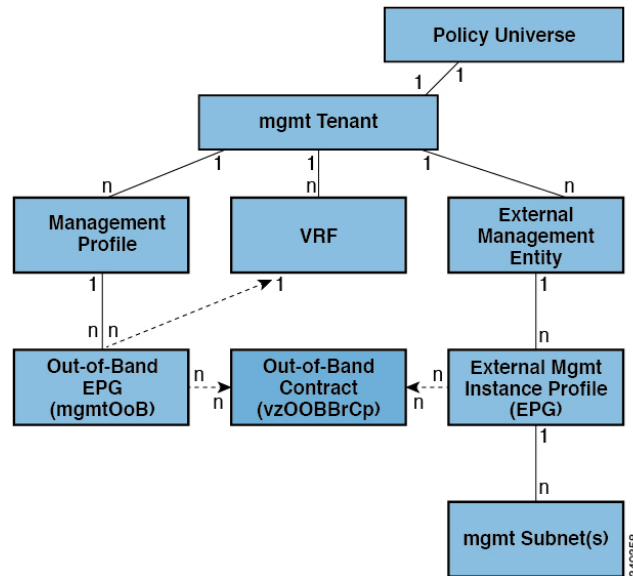 Policy Universe
1
1
mgmt Tenant
1
1
1
n
n
n
Management
Profile
VRF
External
Management
Entity
1
1
1
n
n
n
Out-of-Band
EPG
(mgmtOoB)
n
n
Out-of-Band
Contract
(vzOOBBrCp)
n
n
External Mgmt
Instance Profile
(EPG)
1
n
mgmt Subnet(s)